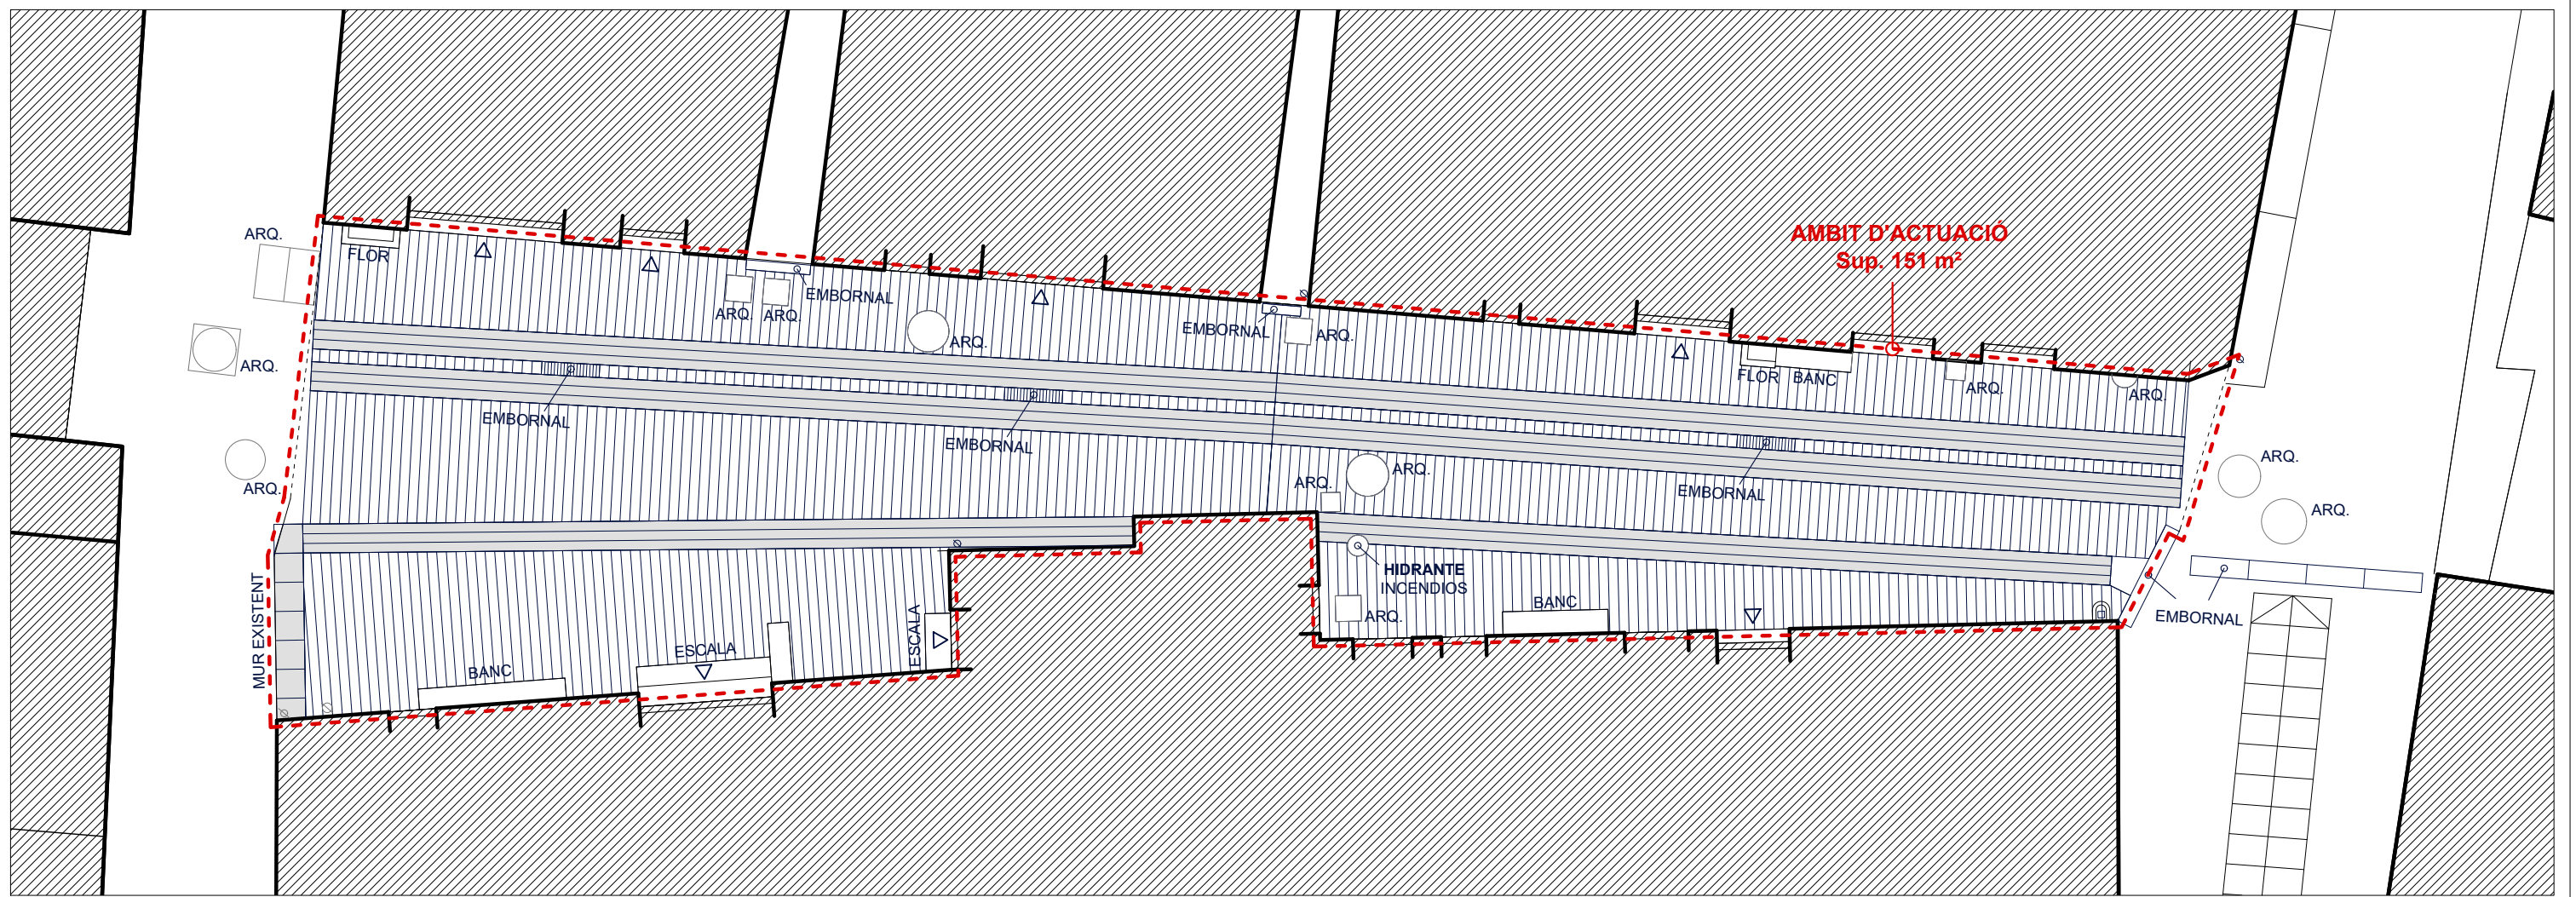 AMBIT D'ACTUACIÓ
Sup. 151 m²
ARQ.
FLOR
EMBORNAL
ARQ.
ARQ.
EMBORNAL
ARQ.
ARQ.
ARQ.
FLOR
BANC
ARQ.
ARQ.
EMBORNAL
EMBORNAL
ARQ.
ARQ.
ARQ.
EMBORNAL
ARQ.
ARQ.
ARQ.
HIDRANTE
INCENDIOS
MUR EXISTENT
BANC
ESCALA
ESCALA
BANC
ARQ.
EMBORNAL